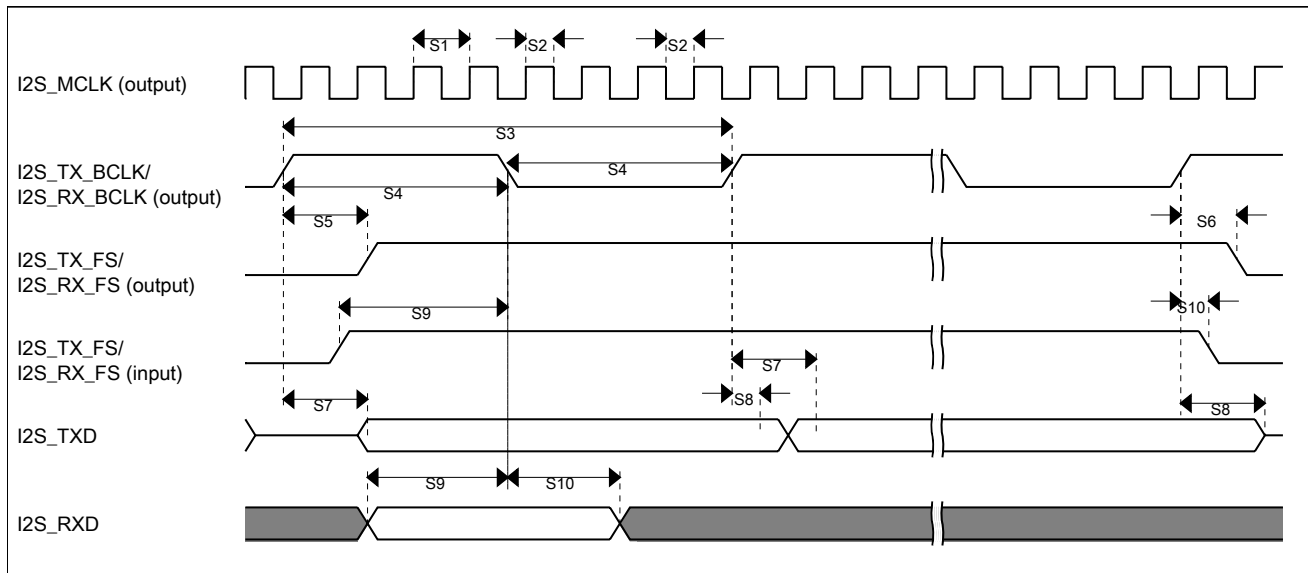 S1
S2
S2
I2S_MCLK (output)
S3
I2S_TX_BCLK/
I2S_RX_BCLK (output)
S4
S4
S5
S6
I2S_TX_FS/
I2S_RX_FS (output)
S9
S10
I2S_TX_FS/
I2S_RX_FS (input)
S7
S8
S7
S8
I2S_TXD
S9
S10
I2S_RXD